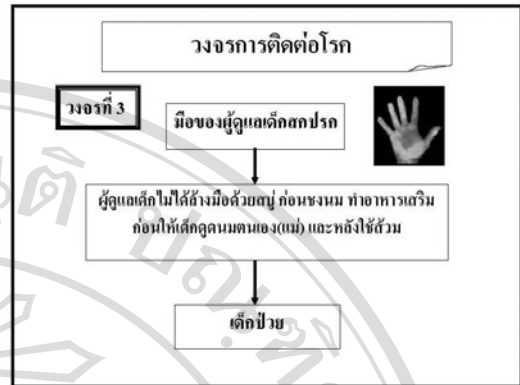 วงจรการติดต่อโรค
วงจรที่ 3
มือของผู้ดูแลเด็กสกปรก
ผู้ดูแลเด็กไม่ได้ล้างมือด้วยสบู่ ก่อนชงนม ทำอาหารเสริม
ก่อนให้เด็กดูดนมตนเอง(แม่) และหลังใช้ส้วม
เด็กป่วย